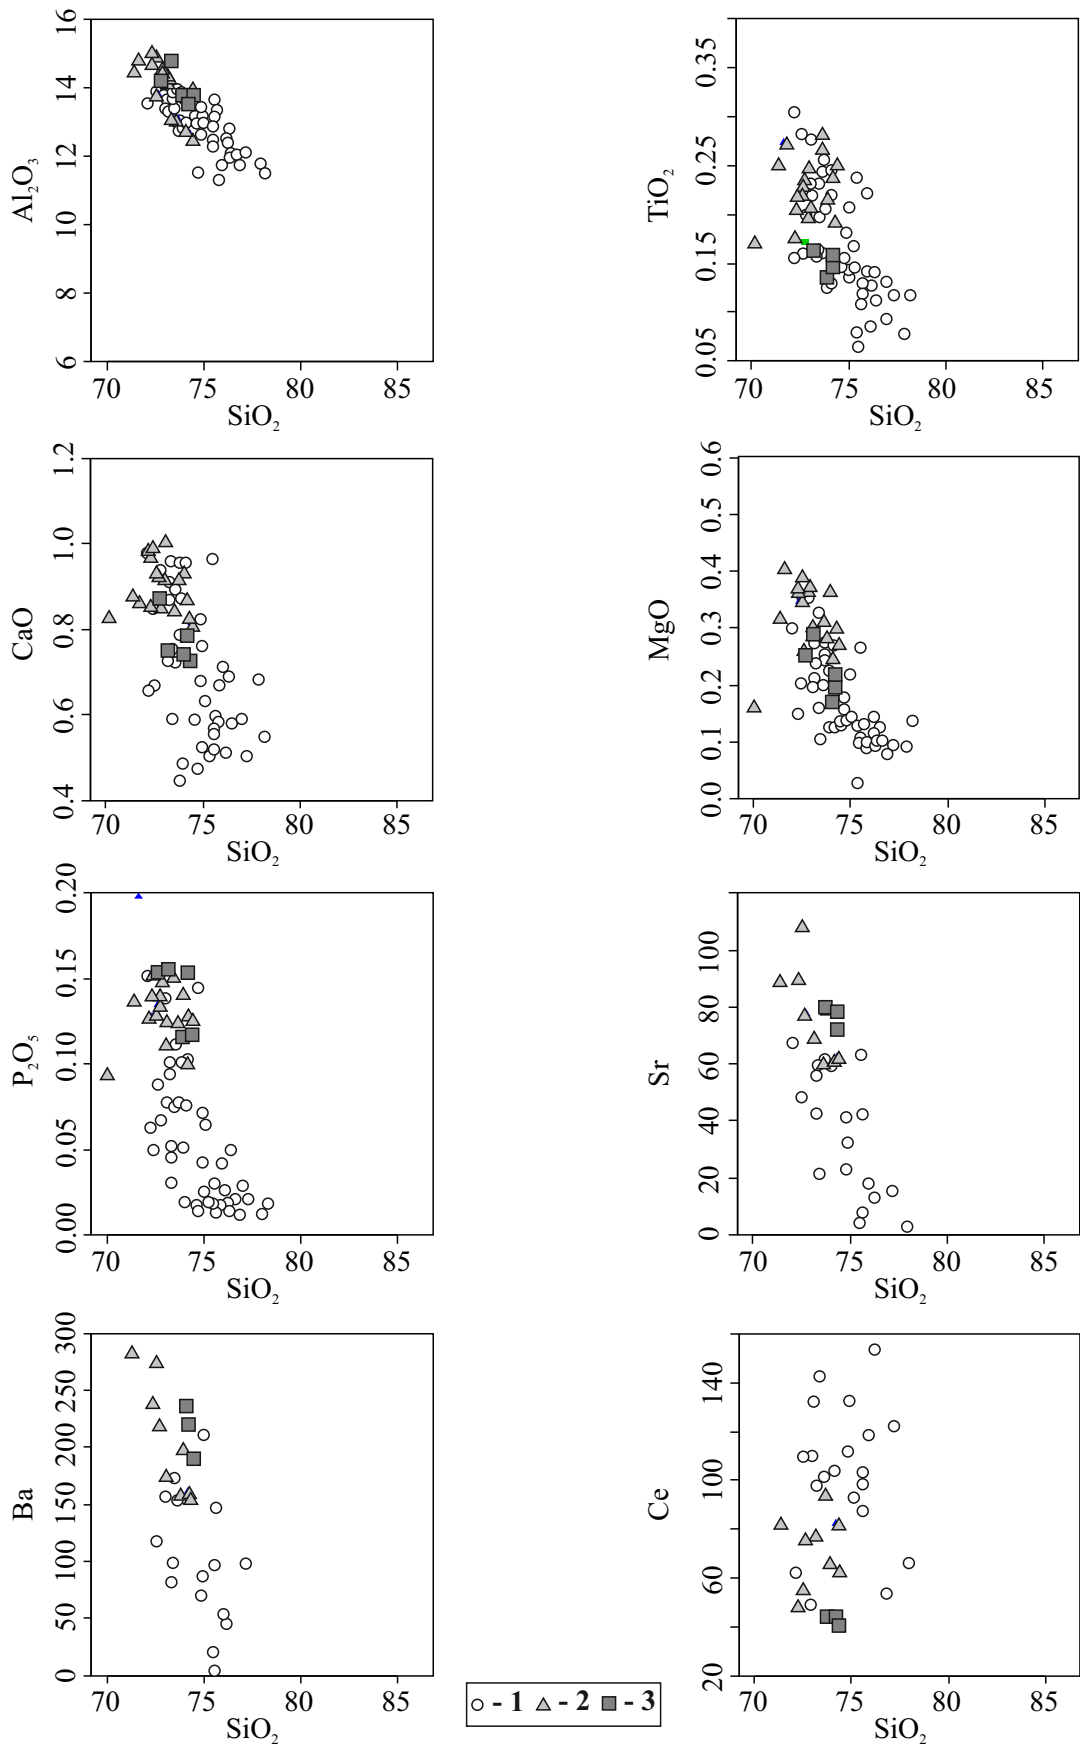 16
14
12
10
8
6
Al₂O₃
70 75 80 85
SiO₂
0.35
0.25
0.15
0.05
TiO₂
70 75 80 85
SiO₂
1.2
1.0
0.8
0.6
0.4
CaO
70 75 80 85
SiO₂
0.6
0.5
0.4
0.3
0.2
0.1
0.0
MgO
70 75 80 85
SiO₂
0.20
0.15
0.10
0.05
0.00
P₂O₅
70 75 80 85
SiO₂
100
80
60
40
20
0
Sr
70 75 80 85
SiO₂
300
250
200
150
100
50
0
Ba
70 75 80 85
SiO₂
140
100
60
20
Ce
70 75 80 85
SiO₂
- 1 - 2 - 3